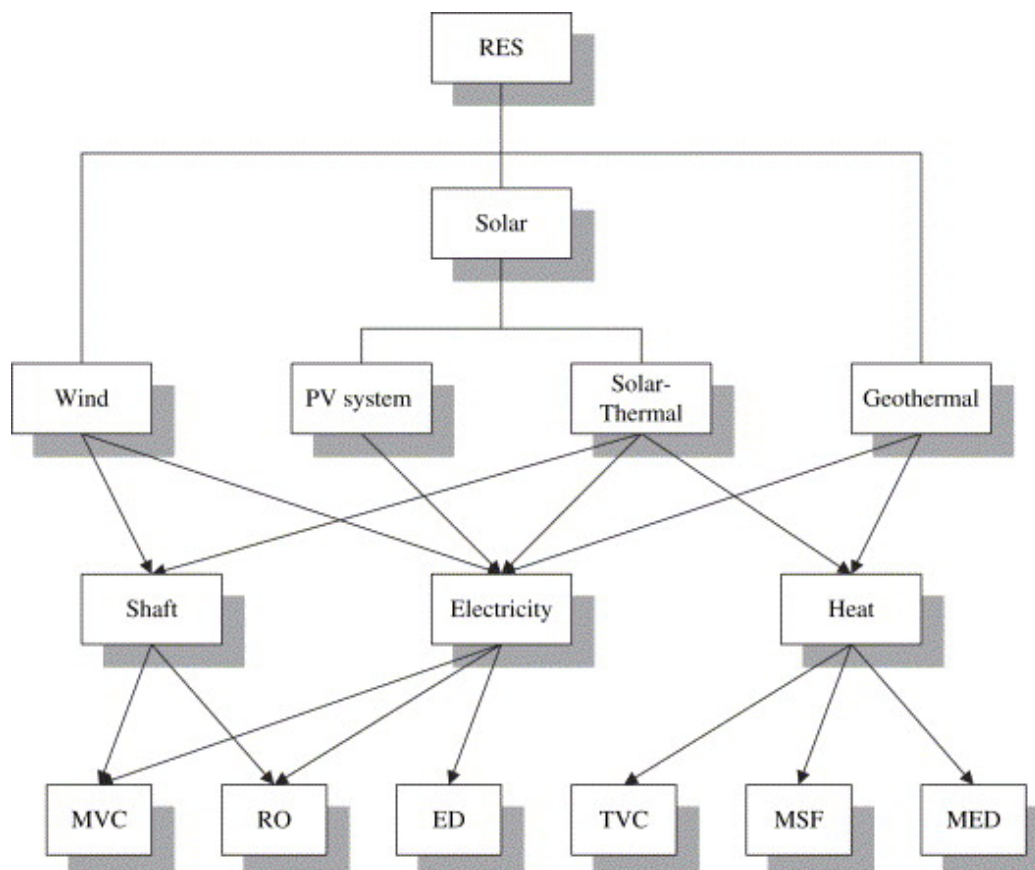 RES
Solar
Wind
PV system
Solar-
Thermal
Geothermal
Shaft
Electricity
Heat
MVC
RO
ED
TVC
MSF
MED